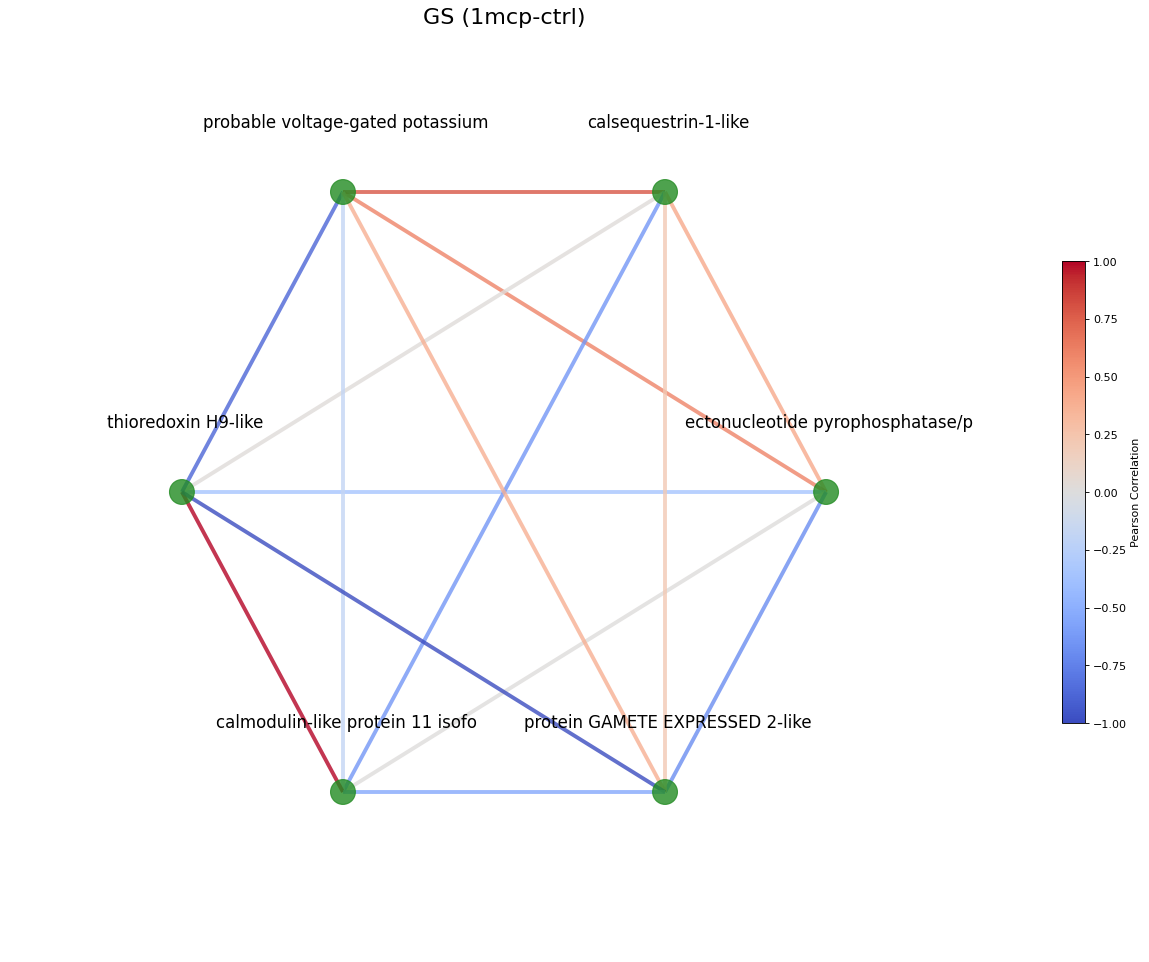 GS (1mcp-ctrl)
probable voltage-gated potassium
calsequestrin-1-like
thioredoxin H9-like
ectonucleotide pyrophosphatase/p
calmodulin-like protein 11 isofo
protein GAMETE EXPRESSED 2-like
1.00
0.75
0.50
0.25
0.00
−0.25
−0.50
−0.75
−1.00
Pearson Correlation